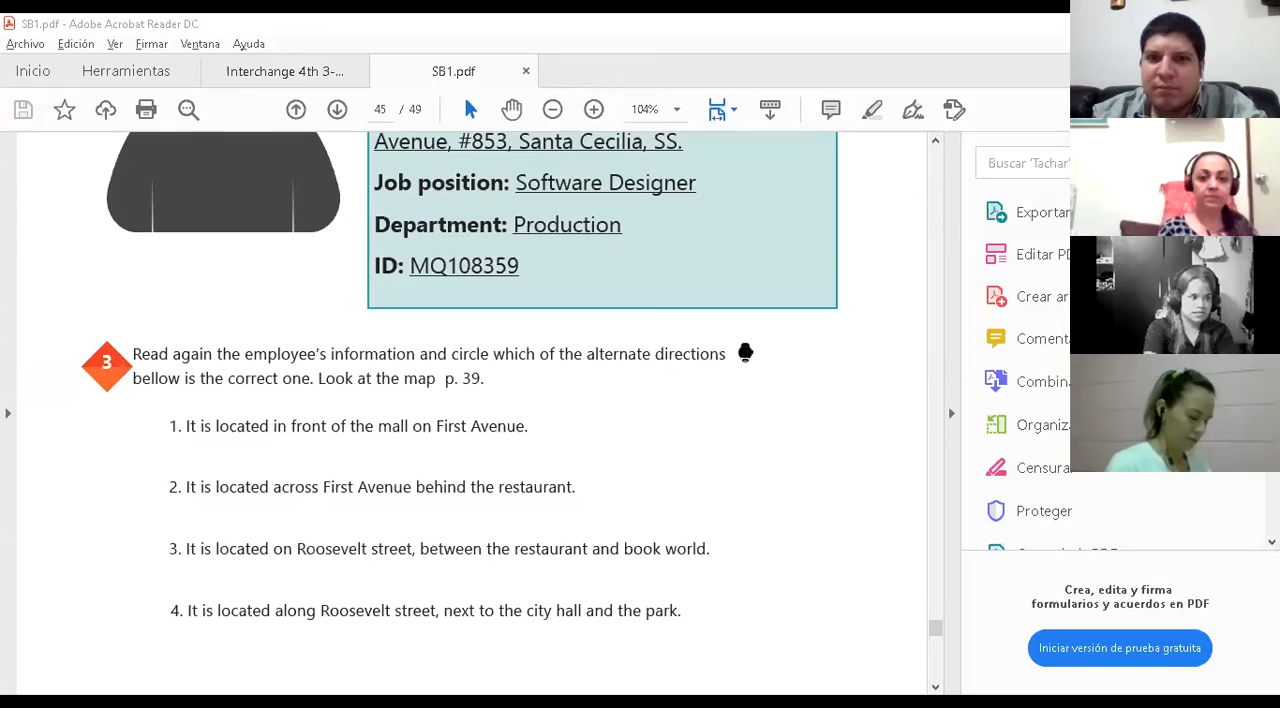 SB1.pdf - Adobe Acrobat Reader DC
Archivo Edición Ver Firmar Ventana Ayuda
Inicio Herramientas Interchange 4th 3-... SB1.pdf ×
45 / 49 104%
Avenue, #853, Santa Cecilia, SS.
Job position: Software Designer
Department: Production
ID: MQ108359
3 Read again the employee's information and circle which of the alternate directions
bellow is the correct one. Look at the map p. 39.
1. It is located in front of the mall on First Avenue.
2. It is located across First Avenue behind the restaurant.
3. It is located on Roosevelt street, between the restaurant and book world.
4. It is located along Roosevelt street, next to the city hall and the park.
Buscar 'Tachar'
Exportar
Editar PD
Crear ar
Coment
Combin
Organiz
Censura
Proteger
Crea, edita y firma
formularios y acuerdos en PDF
Iniciar versión de prueba gratuita